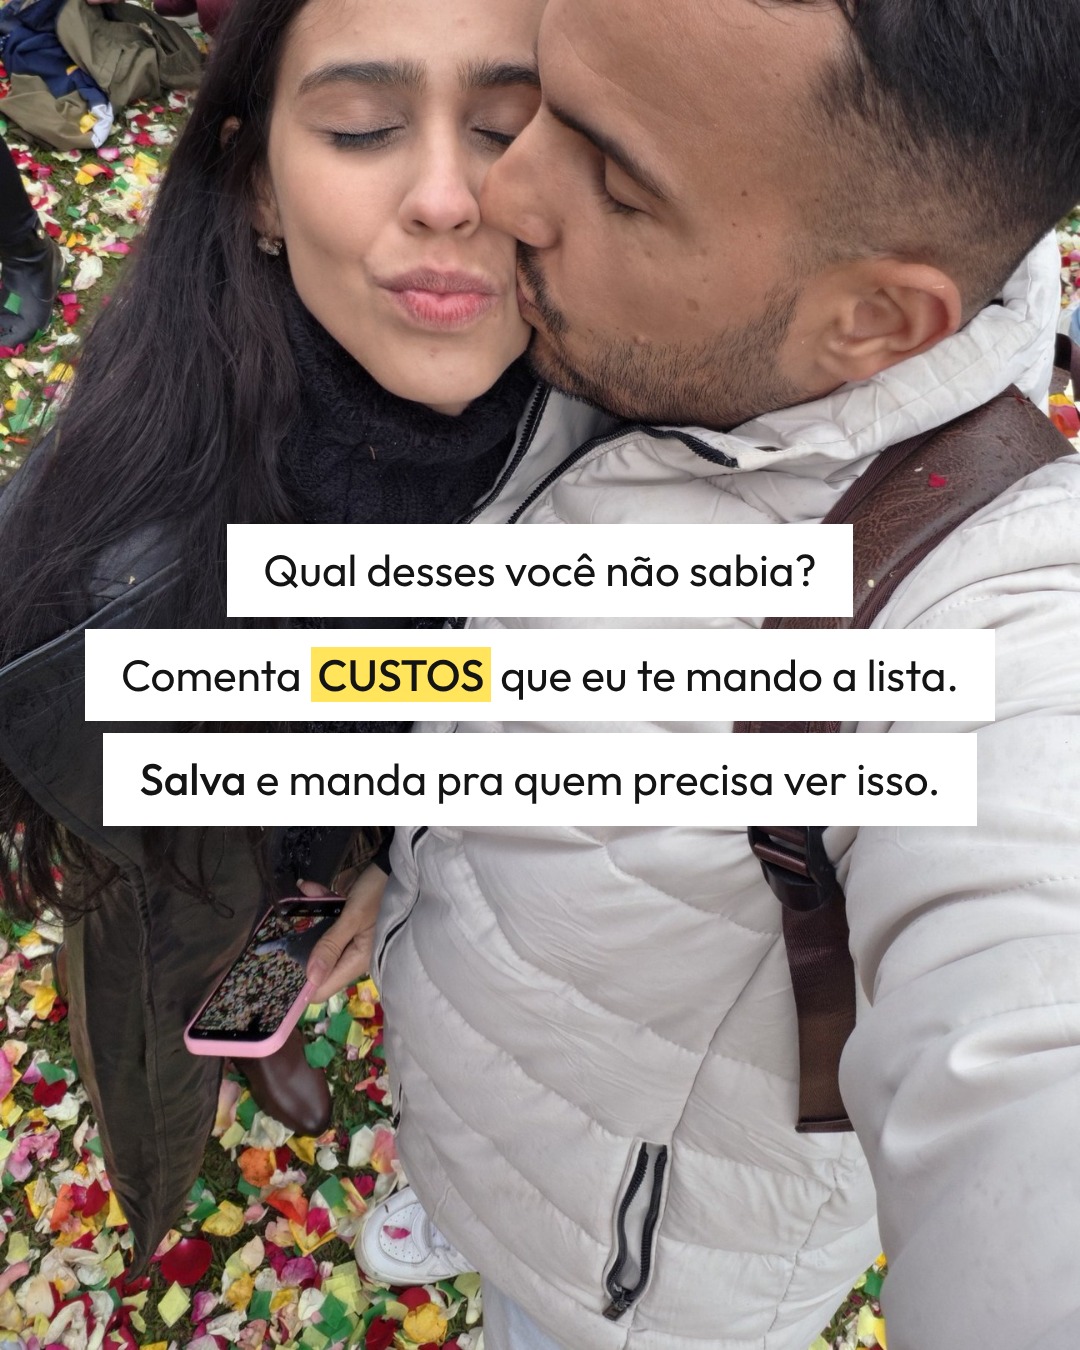 Qual desses você não sabia?
Comenta CUSTOS que eu te mando a lista.
Salva e manda pra quem precisa ver isso.